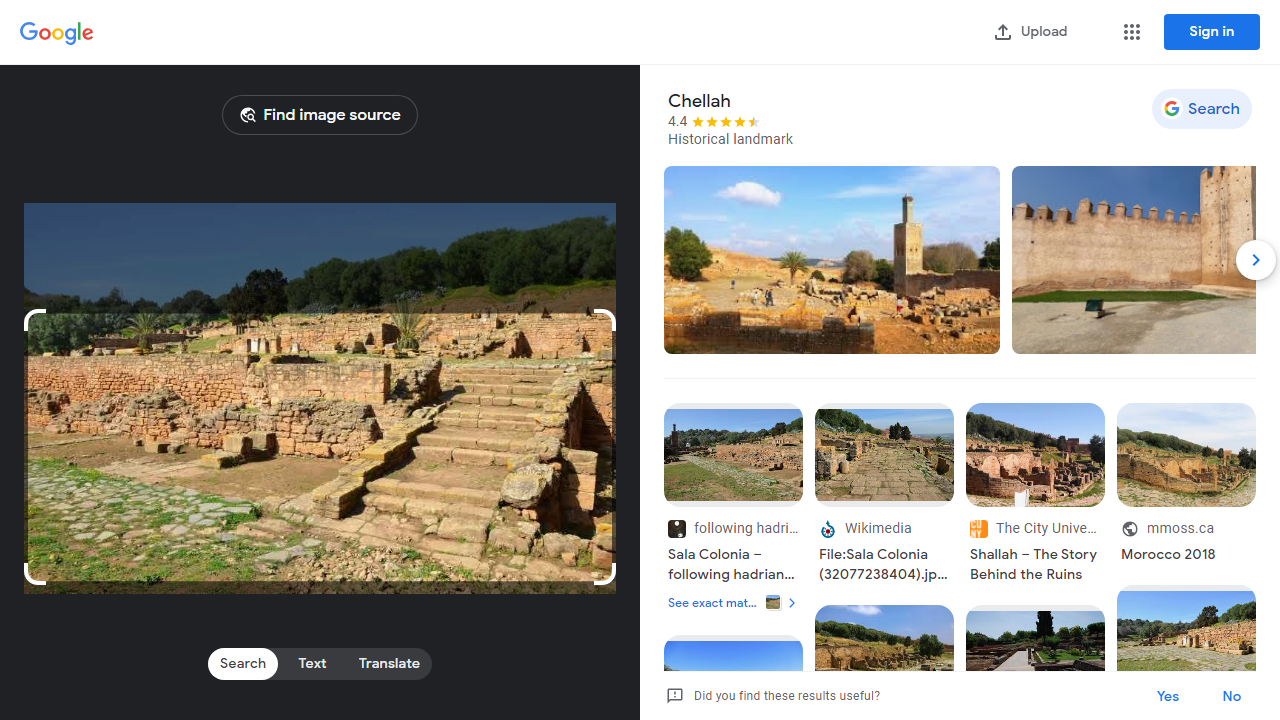 Google
Upload
Sign in
Find image source
Search
Text
Translate
Chellah
4.4
Historical landmark
Search
following hadri...
Sala Colonia –
following hadrian...
See exact mat...
Wikimedia
File:Sala Colonia
(32077238404).jp...
The City Unive...
Shallah – The Story
Behind the Ruins
mmoss.ca
Morocco 2018
Did you find these results useful?
Yes
No